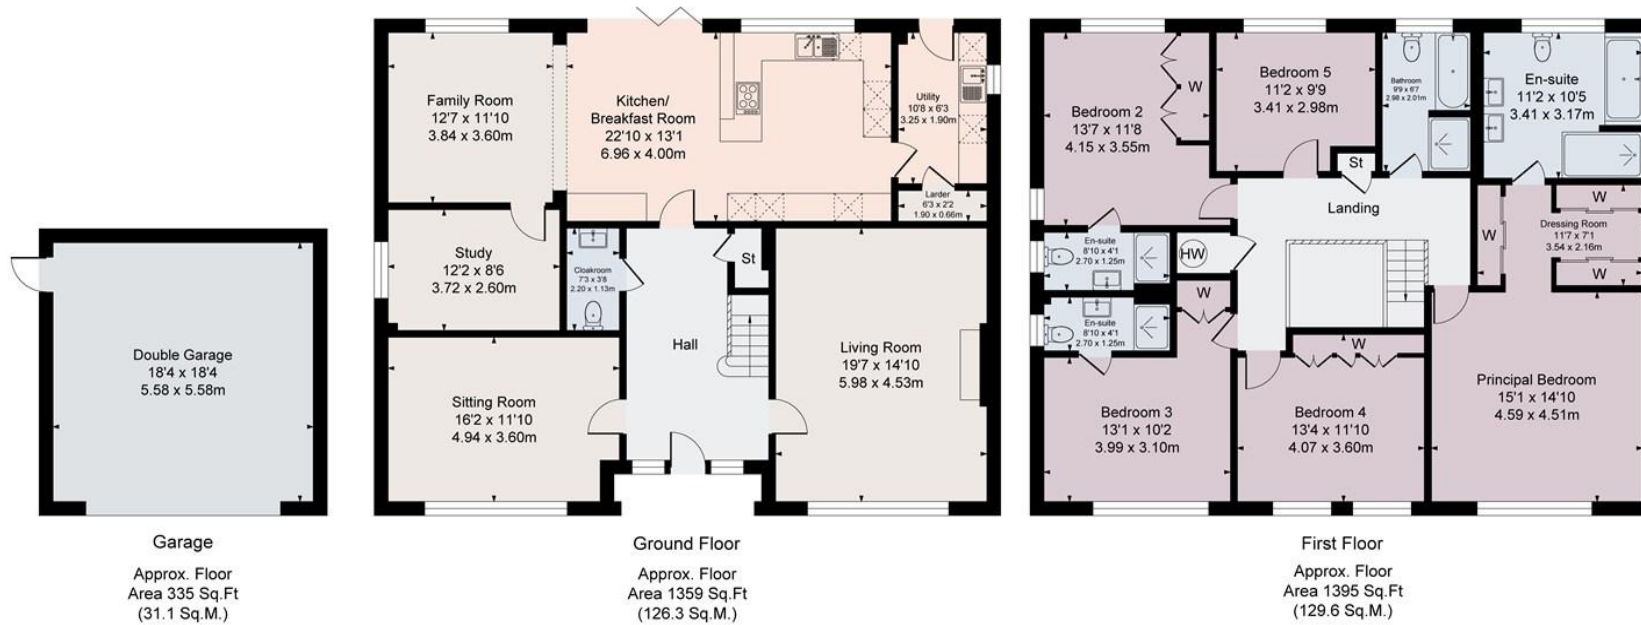 Double Garage
18'4 x 18'4
5.58 x 5.58m
Garage
Approx. Floor
Area 335 Sq.Ft
(31.1 Sq.M.)
Family Room
12'7 x 11'10
3.84 x 3.60m
Kitchen/
Breakfast Room
22'10 x 13'1
6.96 x 4.00m
Utility
10'8 x 6'3
3.25 x 1.90m
Larder
6'3 x 2'2
1.90 x 0.66m
Study
12'2 x 8'6
3.72 x 2.60m
Cloakroom
7'3 x 3'8
2.20 x 1.13m
St
Hall
Living Room
19'7 x 14'10
5.98 x 4.53m
Sitting Room
16'2 x 11'10
4.94 x 3.60m
Ground Floor
Approx. Floor
Area 1359 Sq.Ft
(126.3 Sq.M.)
Bedroom 2
13'7 x 11'8
4.15 x 3.55m
W
Bedroom 5
11'2 x 9'9
3.41 x 2.98m
Bathroom
9'9 x 6'7
2.98 x 2.01m
En-suite
11'2 x 10'5
3.41 x 3.17m
St
Landing
W
W
Dressing Room
11'7 x 7'1
3.54 x 2.16m
W
En-suite
8'10 x 4'1
2.70 x 1.25m
HW
W
En-suite
8'10 x 4'1
2.70 x 1.25m
W
Bedroom 3
13'1 x 10'2
3.99 x 3.10m
Bedroom 4
13'4 x 11'10
4.07 x 3.60m
Principal Bedroom
15'1 x 14'10
4.59 x 4.51m
First Floor
Approx. Floor
Area 1395 Sq.Ft
(129.6 Sq.M.)